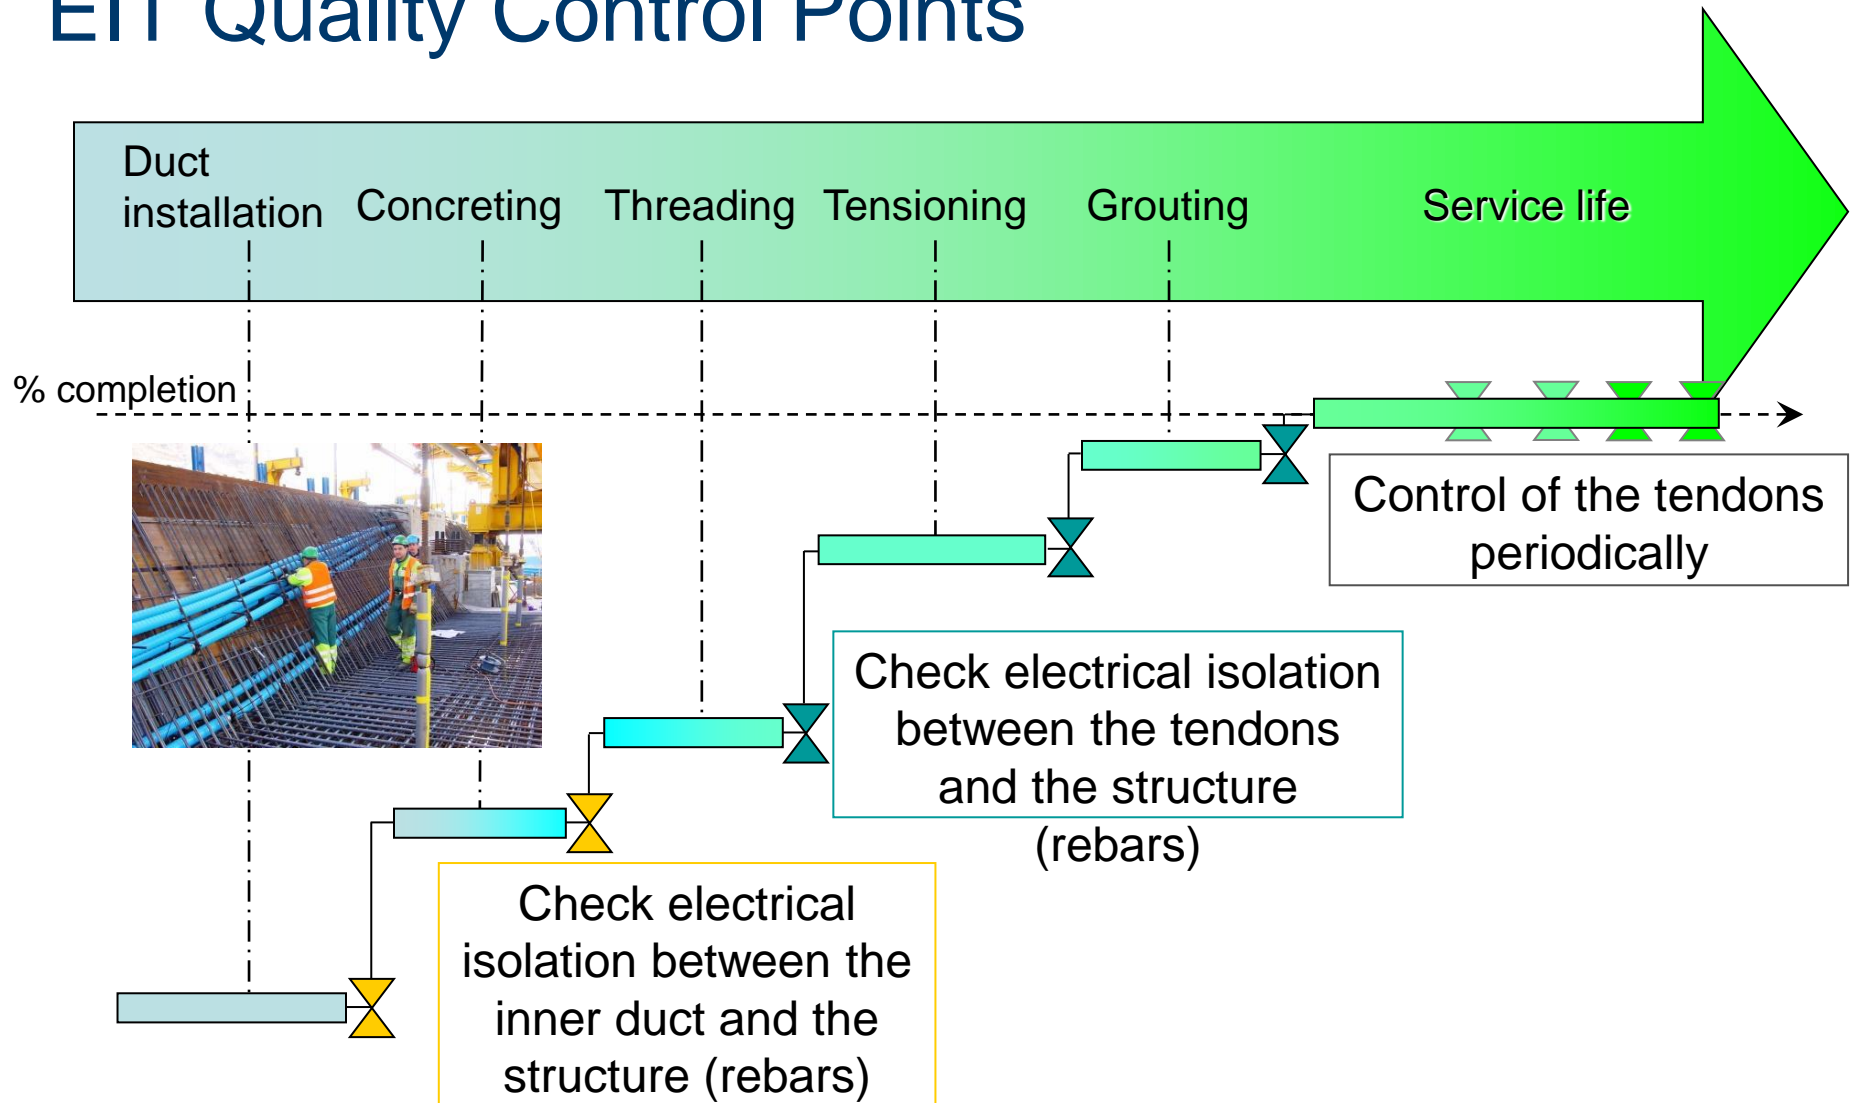 EIT Quality Control Points
Duct
installation
Concreting
Threading
Tensioning
Grouting
Service life
% completion
Control of the tendons
periodically
Check electrical isolation
between the tendons
and the structure
(rebars)
Check electrical
isolation between the
inner duct and the
structure (rebars)